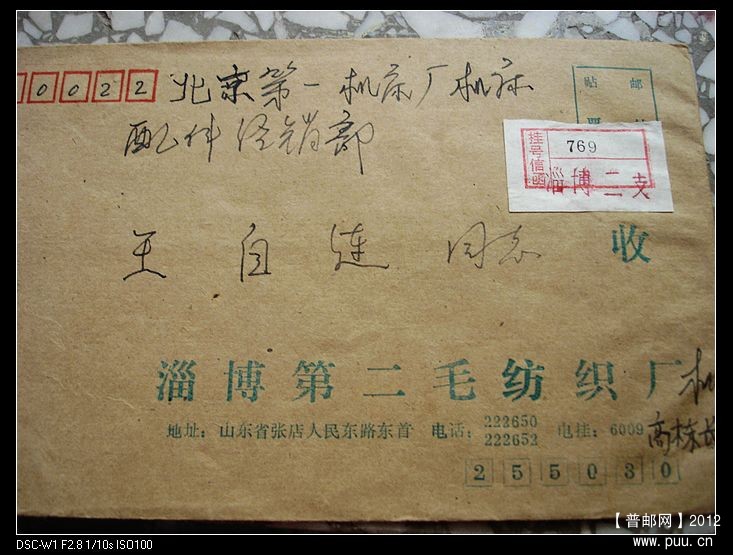 0022 北京第一机床厂机床
配件经销部
贴 邮
挂号信函
769
淄博二支
王自连同志 收
淄博第二毛纺织厂
地址：山东省张店人民东路东首 电话：222650 222652 电挂：6009
255030
【普邮网】2012
www.puu.cn
DSC-W1 F2.8 1/10s ISO100